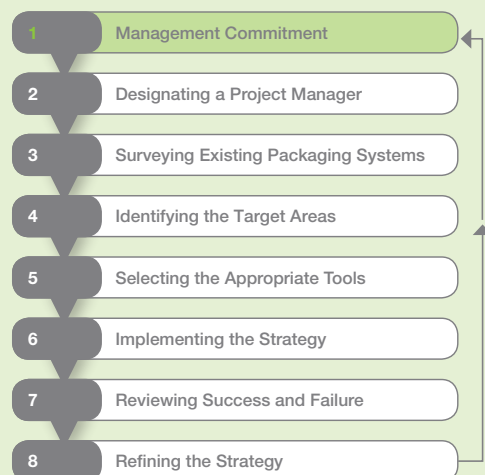 1 Management Commitment
2 Designating a Project Manager
3 Surveying Existing Packaging Systems
4 Identifying the Target Areas
5 Selecting the Appropriate Tools
6 Implementing the Strategy
7 Reviewing Success and Failure
8 Refining the Strategy